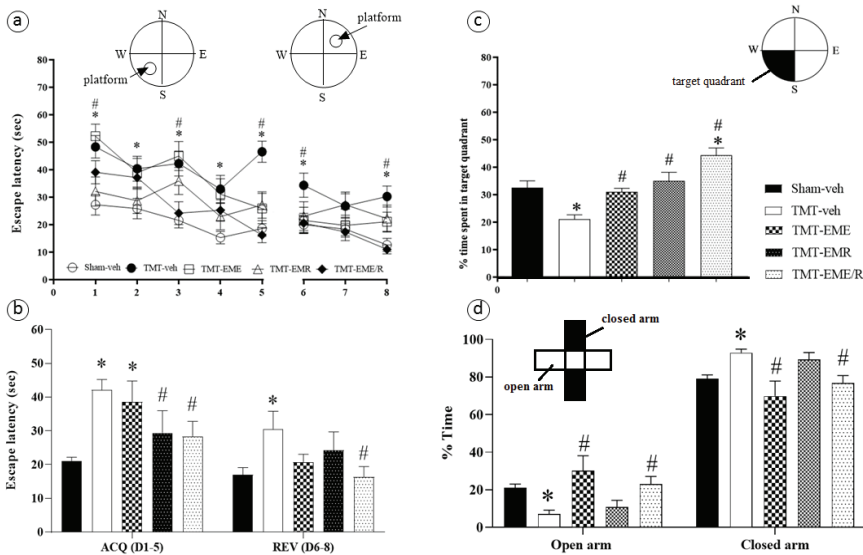 a
N
W
E
S
platform
N
W
E
S
platform
Escape latency (sec)
80
70
60
50
40
30
20
10
0
0
#
*
*
#
*
*
#
*
#
*
#
*
Sham-veh
TMT-veh
TMT-EME
TMT-EMR
TMT-EME/R
1 2 3 4 5 6 7 8
b
Escape latency (sec)
60
50
40
30
20
10
0
* * # #
* #
ACQ (D1-5) REV (D6-8)
c
N
W
E
S
target quadrant
% time spent in target quadrant
80
70
60
50
40
30
20
10
0
0
*
#
#
#
*
Sham-veh
TMT-veh
TMT-EME
TMT-EMR
TMT-EME/R
d
closed arm
open arm
% Time
100
80
60
40
20
0
* # #
* # #
Open arm Closed arm